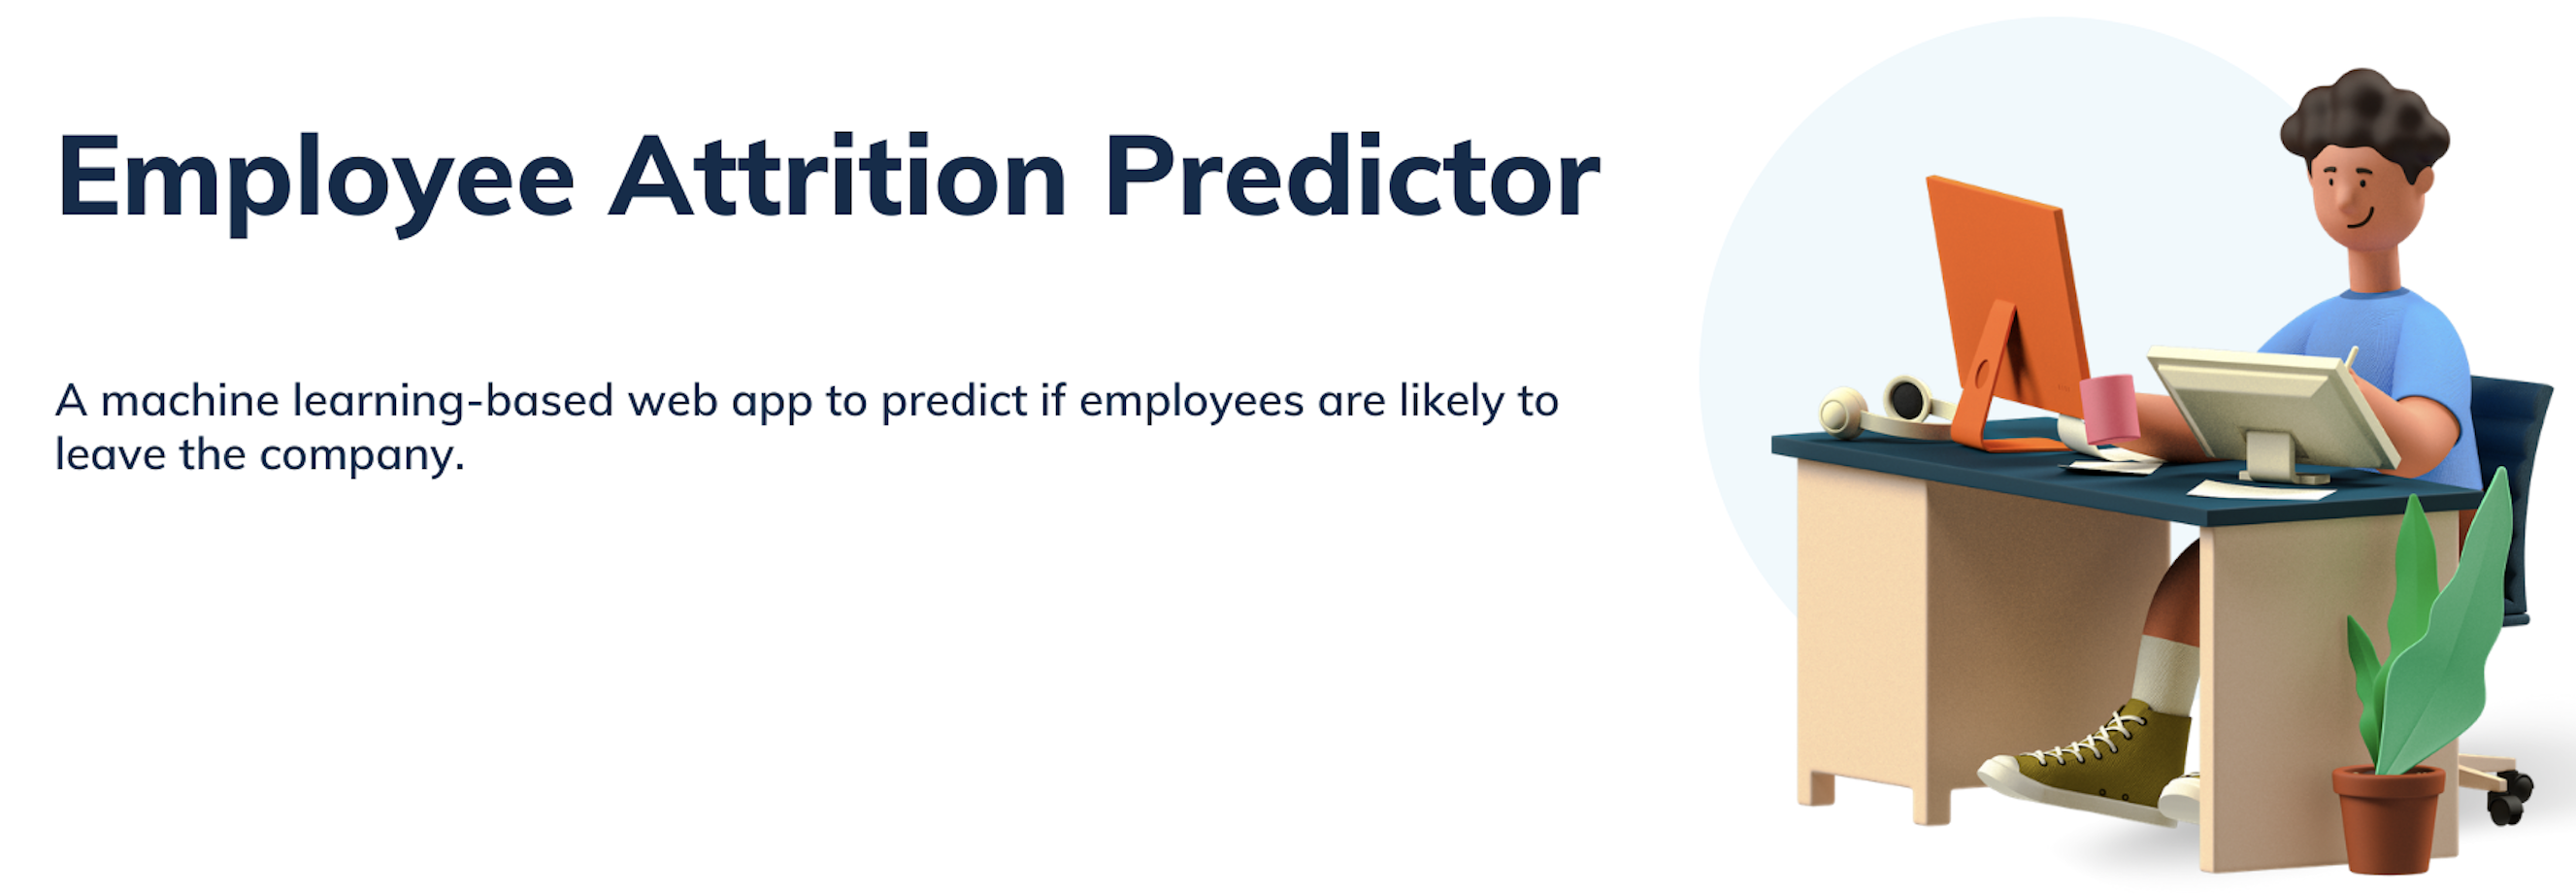 Employee Attrition Predictor
A machine learning-based web app to predict if employees are likely to
leave the company.